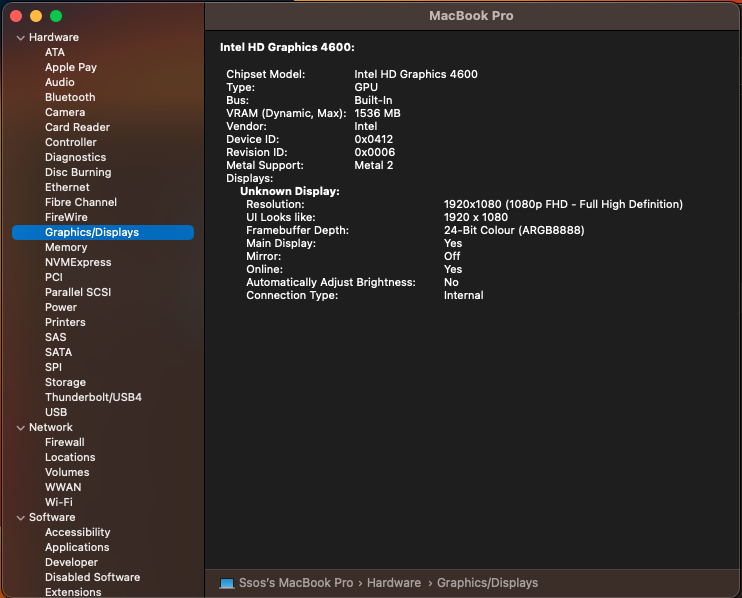 MacBook Pro
Hardware
ATA
Apple Pay
Audio
Bluetooth
Camera
Card Reader
Controller
Diagnostics
Disc Burning
Ethernet
Fibre Channel
FireWire
Graphics/Displays
Memory
NVMExpress
PCI
Parallel SCSI
Power
Printers
SAS
SATA
SPI
Storage
Thunderbolt/USB4
USB
Network
Firewall
Locations
Volumes
WWAN
Wi-Fi
Software
Accessibility
Applications
Developer
Disabled Software
Extensions
Intel HD Graphics 4600:
Chipset Model: Intel HD Graphics 4600
Type: GPU
Bus: Built-In
VRAM (Dynamic, Max): 1536 MB
Vendor: Intel
Device ID: 0x0412
Revision ID: 0x0006
Metal Support: Metal 2
Displays:
Unknown Display:
Resolution: 1920x1080 (1080p FHD - Full High Definition)
UI Looks like: 1920 x 1080
Framebuffer Depth: 24-Bit Colour (ARGB8888)
Main Display: Yes
Mirror: Off
Online: Yes
Automatically Adjust Brightness: No
Connection Type: Internal
Ssos's MacBook Pro › Hardware › Graphics/Displays